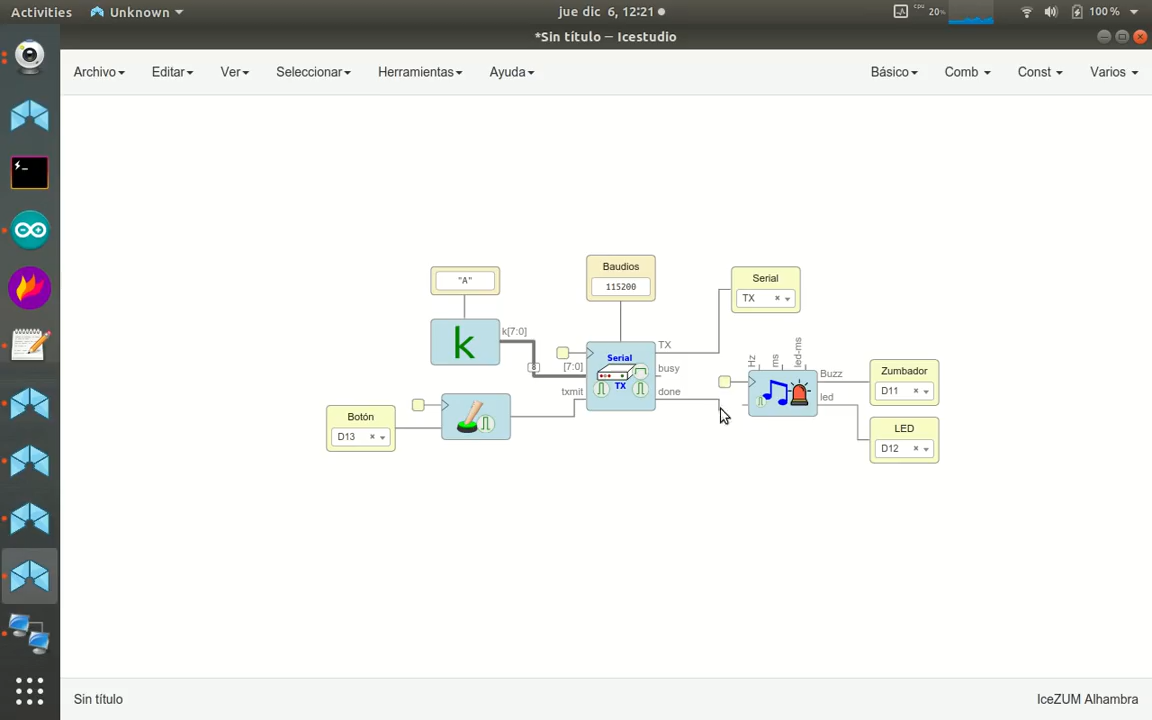 Activities
Unknown
jue dic 6, 12:21
cpu
20%
100 %
*Sin título – Icestudio
Archivo
Editar
Ver
Seleccionar
Herramientas
Ayuda
Básico
Comb
Const
Varios
"A"
Baudios
115200
Serial
TX
k
k[7:0]
8
[7:0]
txmit
Serial
TX
TX
busy
done
Botón
D13
Hz
ms
led-ms
Buzz
led
Zumbador
D11
LED
D12
Sin título
IceZUM Alhambra